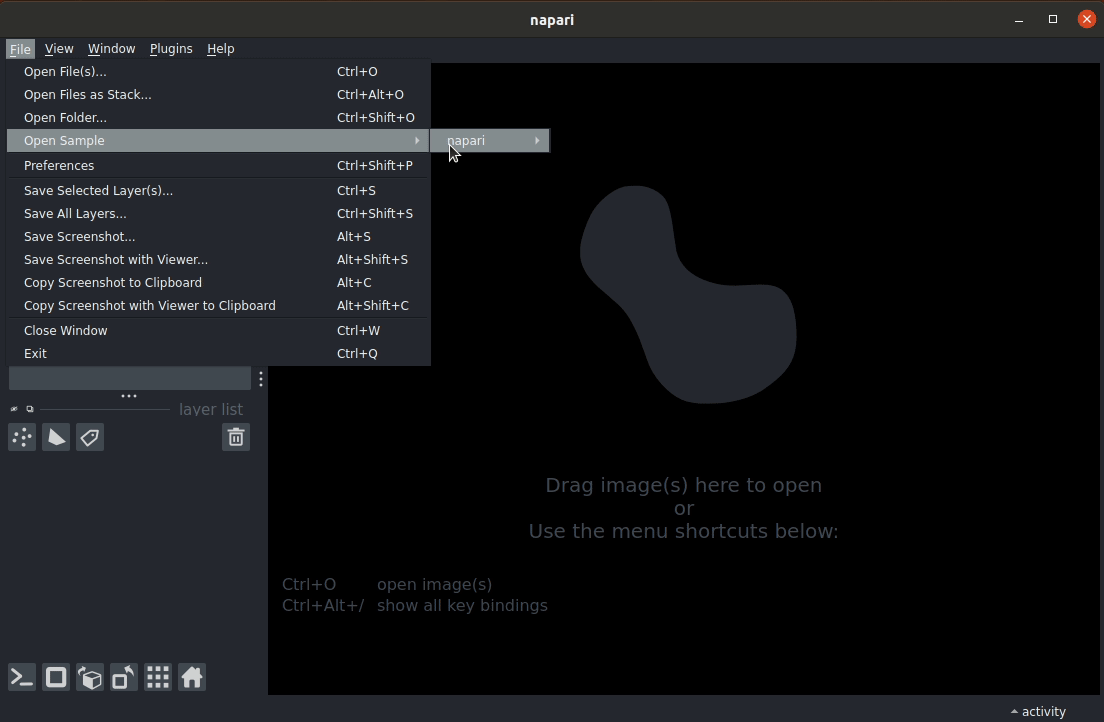 napari
File View Window Plugins Help
Open File(s)... Ctrl+O
Open Files as Stack... Ctrl+Alt+O
Open Folder... Ctrl+Shift+O
Open Sample napari
Preferences Ctrl+Shift+P
Save Selected Layer(s)... Ctrl+S
Save All Layers... Ctrl+Shift+S
Save Screenshot... Alt+S
Save Screenshot with Viewer... Alt+Shift+S
Copy Screenshot to Clipboard Alt+C
Copy Screenshot with Viewer to Clipboard Alt+Shift+C
Close Window Ctrl+W
Exit Ctrl+Q
layer list
Drag image(s) here to open
or
Use the menu shortcuts below:
Ctrl+O open image(s)
Ctrl+Alt+/ show all key bindings
activity